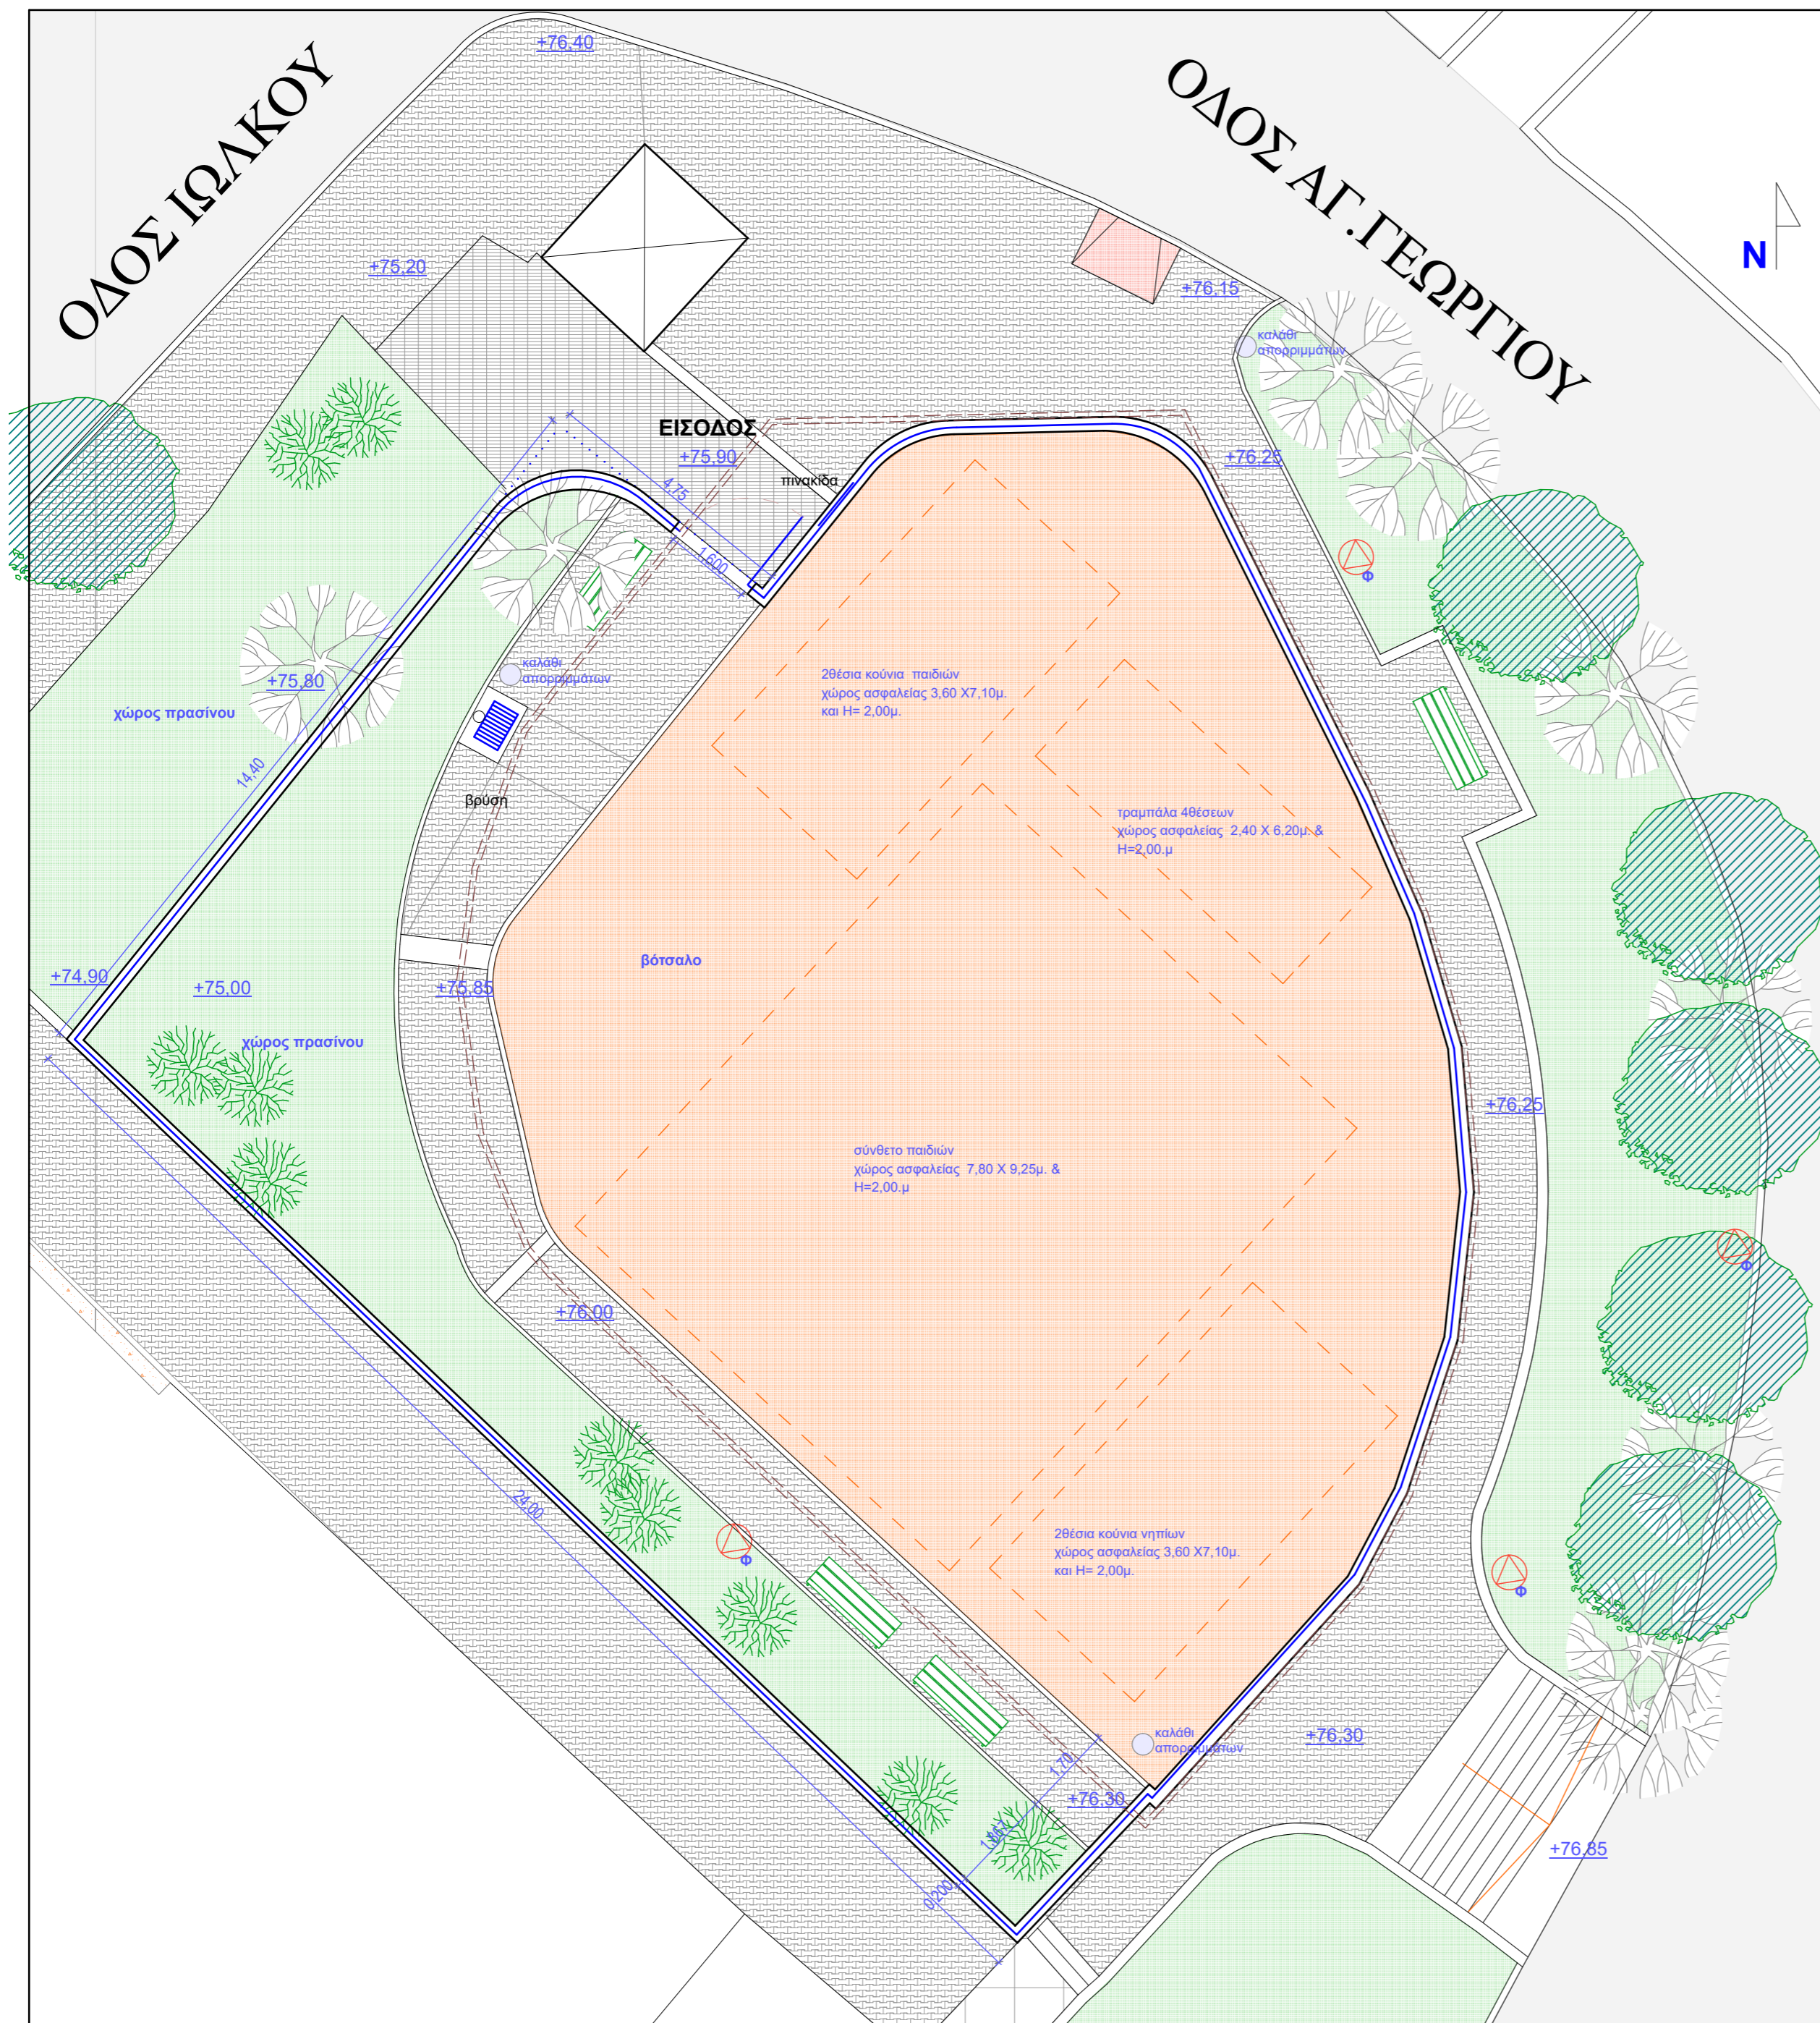 +76,40
ΟΔΟΣ ΙΩΛΚΟΥ
ΟΔΟΣ ΑΓ.ΓΕΩΡΓΙΟΥ
N
+75,20
+76,15
καλάθι
απορριμμάτων
ΕΙΣΟΔΟΣ
+75,90
+76,25
4,75
πινακίδα
1,600
Φ
καλάθι
απορριμμάτων
+75,80
χώρος πρασίνου
2θέσια κούνια παιδιών
χώρος ασφαλείας 3,60 Χ7,10μ.
και Η= 2,00μ.
14,40
βρύση
τραμπάλα 4θέσεων
χώρος ασφαλείας 2,40 Χ 6,20μ. &
Η=2,00.μ
βότσαλο
+74,90
+75,00
+75,85
χώρος πρασίνου
+76,25
σύνθετο παιδιών
χώρος ασφαλείας 7,80 Χ 9,25μ. &
Η=2,00.μ
Φ
+76,00
24,00
2θέσια κούνια νηπίων
χώρος ασφαλείας 3,60 Χ7,10μ.
και Η= 2,00μ.
Φ
Φ
καλάθι
απορριμμάτων
+76,30
1,70
+76,30
+76,85
0,200